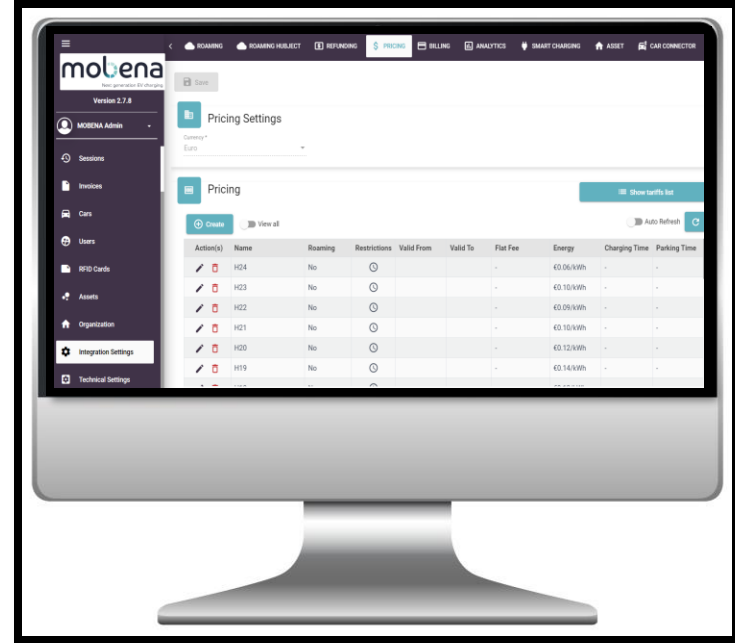 ROAMING ROAMING HUBJECT REFUNDING $ PRICING BILLING ANALYTICS SMART CHARGING ASSET CAR CONNECTOR
mobena
Next generation EV charging
Version 2.7.8
MOBENA Admin
Sessions
Invoices
Cars
Users
RFID Cards
Assets
Organization
Integration Settings
Technical Settings
Save
Pricing Settings
Currency *
Euro
Pricing
Show tariffs list
Create View all Auto Refresh
Action(s) Name Roaming Restrictions Valid From Valid To Flat Fee Energy Charging Time Parking Time
H24 No - €0.06/kWh - -
H23 No - €0.10/kWh - -
H22 No - €0.09/kWh - -
H21 No - €0.10/kWh - -
H20 No - €0.12/kWh - -
H19 No - €0.14/kWh - -